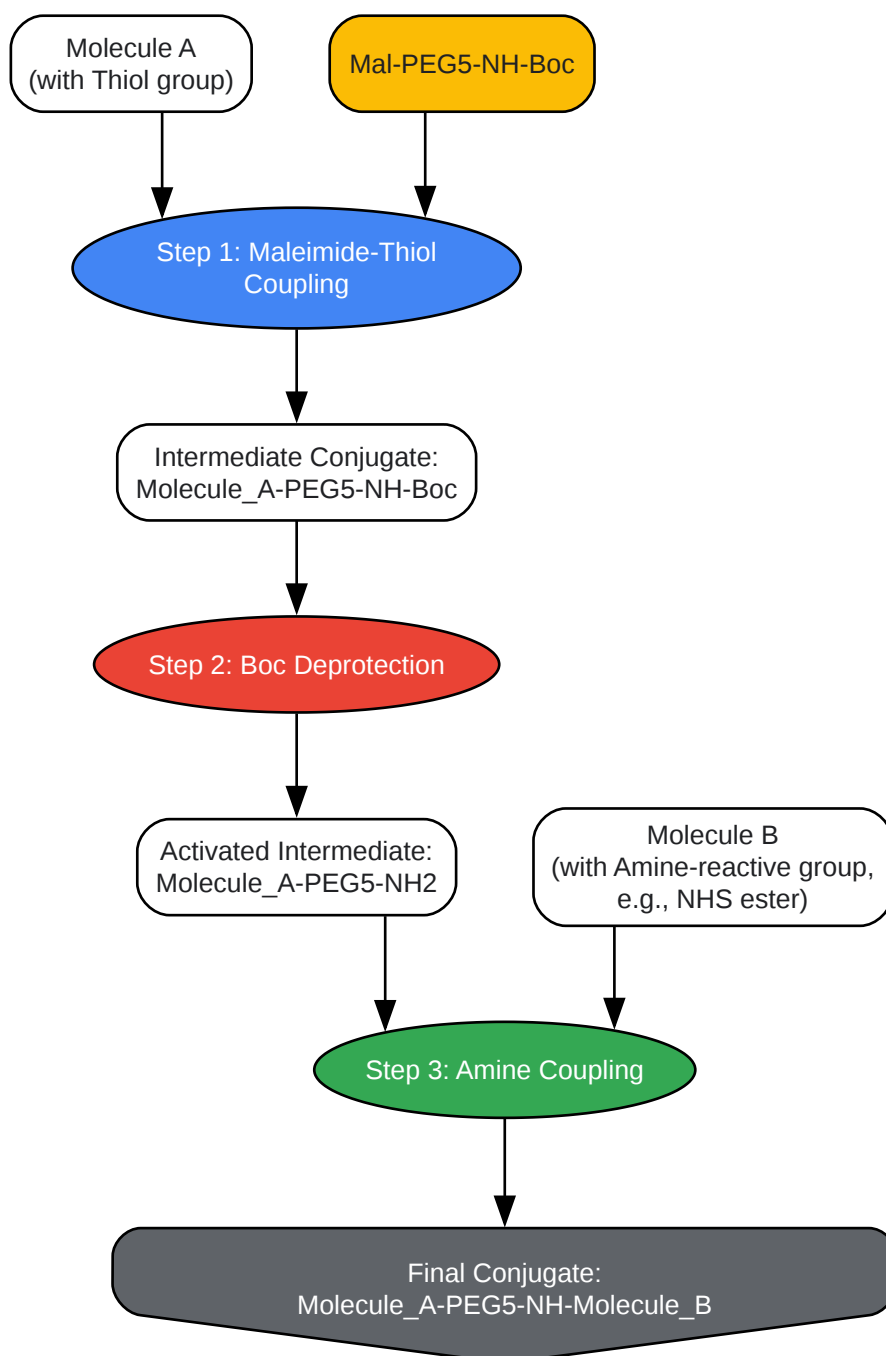 Molecule A
(with Thiol group)
Mal-PEG5-NH-Boc
Step 1: Maleimide-Thiol
Coupling
Intermediate Conjugate:
Molecule_A-PEG5-NH-Boc
Step 2: Boc Deprotection
Activated Intermediate:
Molecule_A-PEG5-NH2
Molecule B
(with Amine-reactive group,
e.g., NHS ester)
Step 3: Amine Coupling
Final Conjugate:
Molecule_A-PEG5-NH-Molecule_B